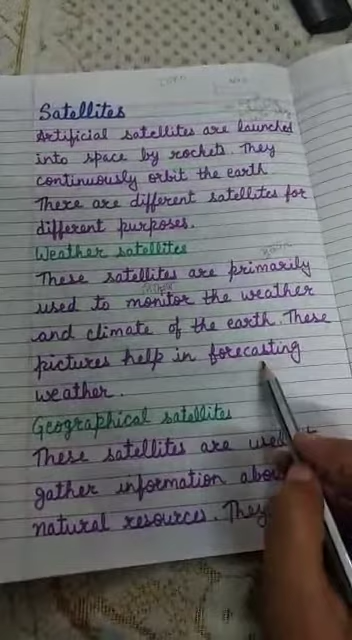 Satellites
Artificial satellites are launched
into space by rockets. They
continuously orbit the earth
There are different satellites for
different purposes.
Weather satellites
These satellites are primarily
used to monitor the weather
and climate of the earth. These
pictures help in forecasting
weather.
Geographical satellites
These satellites are
gather information
natural resources. They